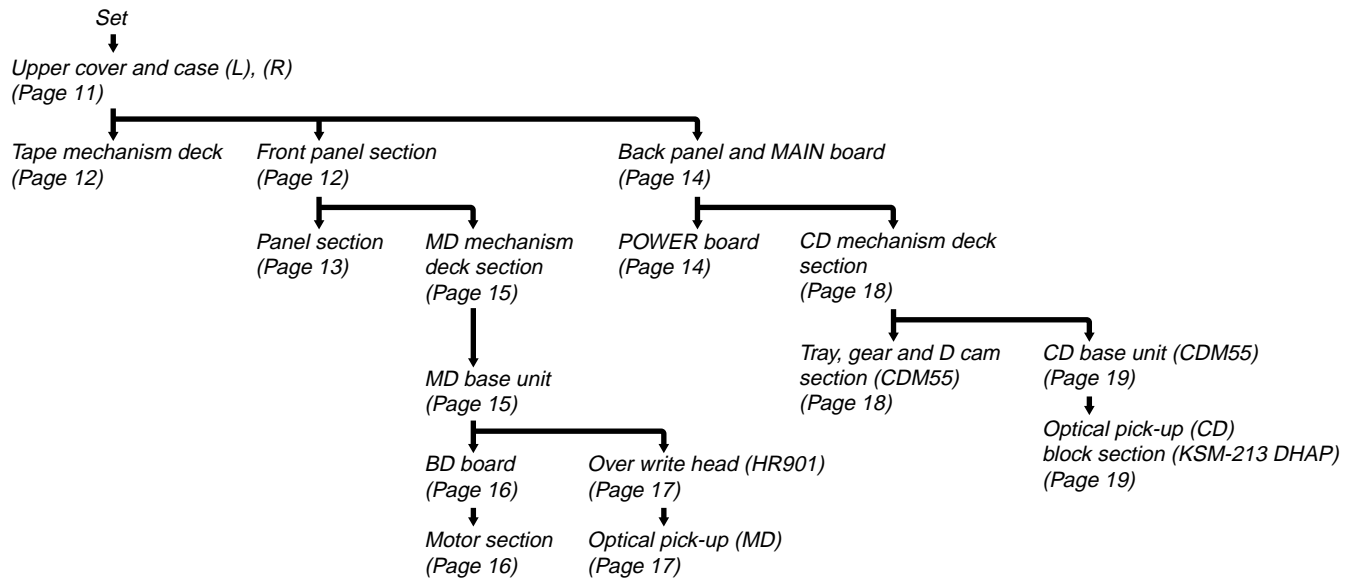 Set
Upper cover and case (L), (R)
(Page 11)
Tape mechanism deck
(Page 12)
Front panel section
(Page 12)
Back panel and MAIN board
(Page 14)
Panel section
(Page 13)
MD mechanism
deck section
(Page 15)
POWER board
(Page 14)
CD mechanism deck
section
(Page 18)
MD base unit
(Page 15)
Tray, gear and D cam
section (CDM55)
(Page 18)
CD base unit (CDM55)
(Page 19)
BD board
(Page 16)
Over write head (HR901)
(Page 17)
Optical pick-up (CD)
block section (KSM-213 DHAP)
(Page 19)
Motor section
(Page 16)
Optical pick-up (MD)
(Page 17)